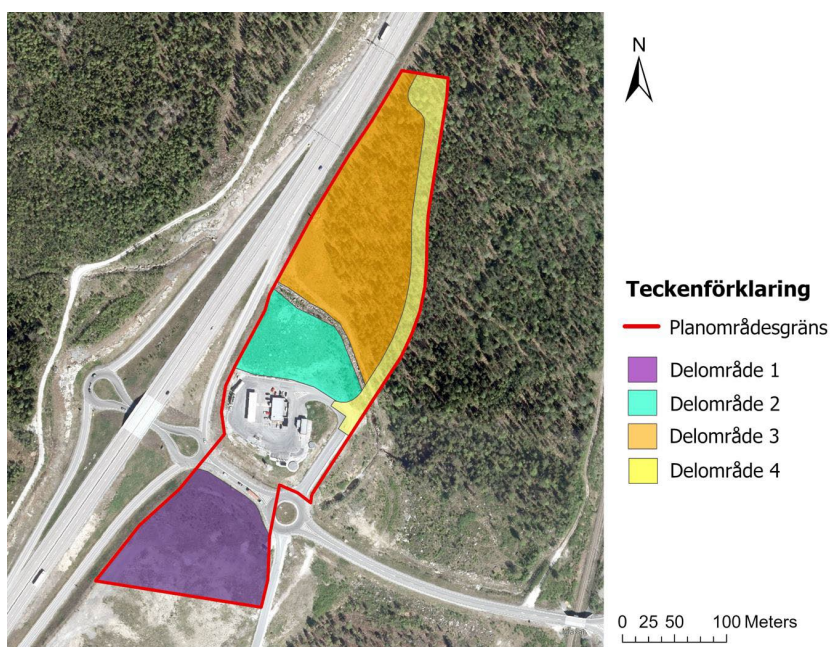 N
Teckenförklaring
Planområdesgräns
Delområde 1
Delområde 2
Delområde 3
Delområde 4
0 25 50 100 Meters